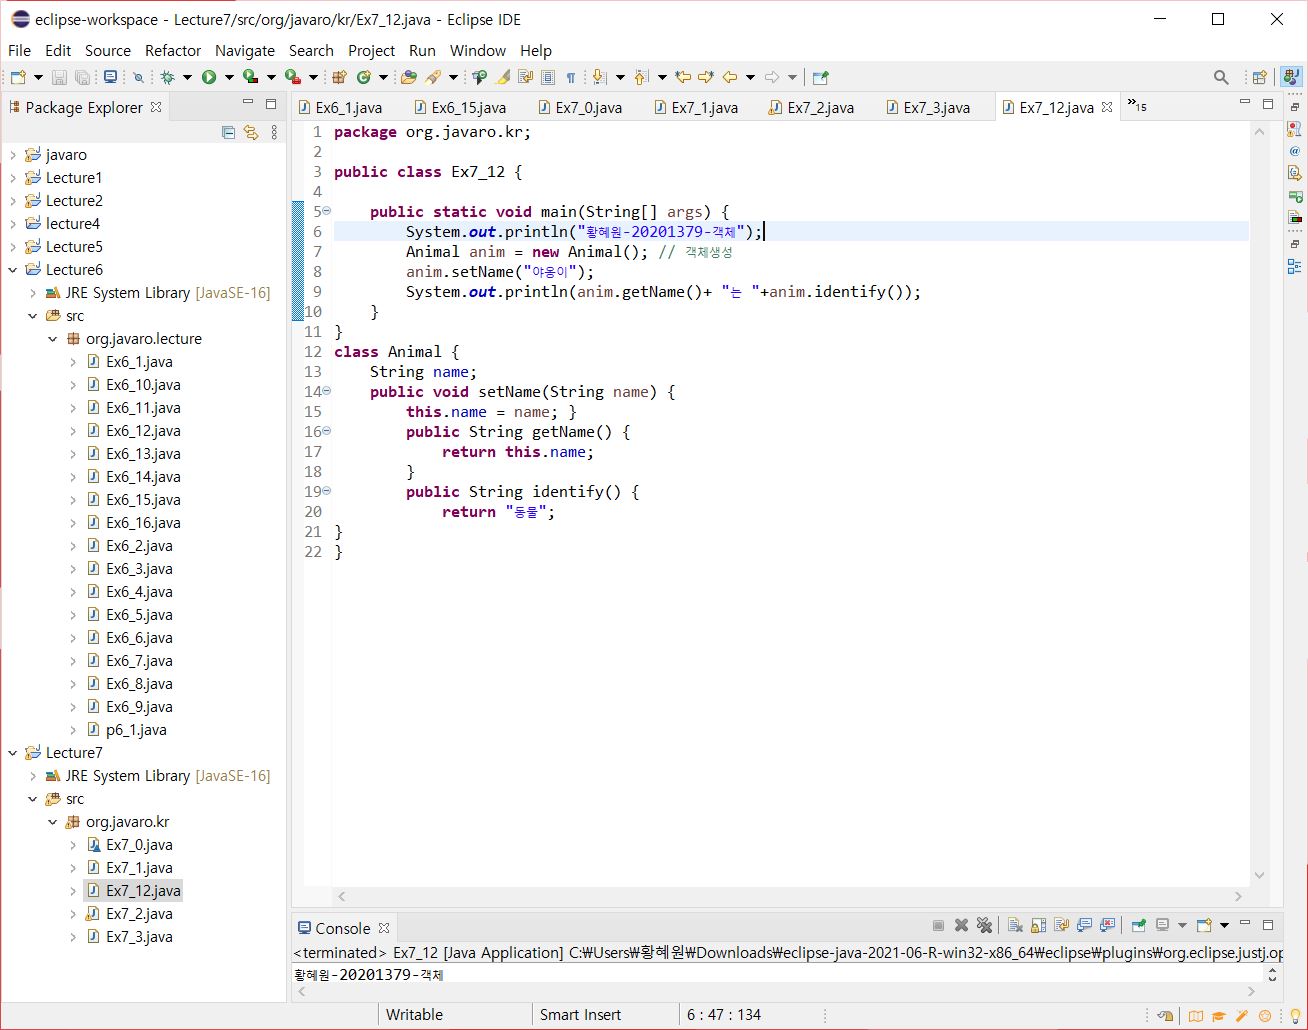 eclipse-workspace - Lecture7/src/org/javaro/kr/Ex7_12.java - Eclipse IDE
File Edit Source Refactor Navigate Search Project Run Window Help
Package Explorer
javaro
Lecture1
Lecture2
lecture4
Lecture5
Lecture6
JRE System Library [JavaSE-16]
src
org.javaro.lecture
Ex6_1.java
Ex6_10.java
Ex6_11.java
Ex6_12.java
Ex6_13.java
Ex6_14.java
Ex6_15.java
Ex6_16.java
Ex6_2.java
Ex6_3.java
Ex6_4.java
Ex6_5.java
Ex6_6.java
Ex6_7.java
Ex6_8.java
Ex6_9.java
p6_1.java
Lecture7
JRE System Library [JavaSE-16]
src
org.javaro.kr
Ex7_0.java
Ex7_1.java
Ex7_12.java
Ex7_2.java
Ex7_3.java
Ex6_1.java Ex6_15.java Ex7_0.java Ex7_1.java Ex7_2.java Ex7_3.java Ex7_12.java »15
1 package org.javaro.kr;
2
3 public class Ex7_12 {
4
5 public static void main(String[] args) {
6 System.out.println("황혜원-20201379-객체");
7 Animal anim = new Animal(); // 객체생성
8 anim.setName("야옹이");
9 System.out.println(anim.getName()+ "는 "+anim.identify());
10 }
11 }
12 class Animal {
13 String name;
14 public void setName(String name) {
15 this.name = name; }
16 public String getName() {
17 return this.name;
18 }
19 public String identify() {
20 return "동물";
21 }
22 }
Console
<terminated> Ex7_12 [Java Application] C:₩Users₩황혜원₩Downloads₩eclipse-java-2021-06-R-win32-x86_64₩eclipse₩plugins₩org.eclipse.justj.op
황혜원-20201379-객체
Writable Smart Insert 6 : 47 : 134